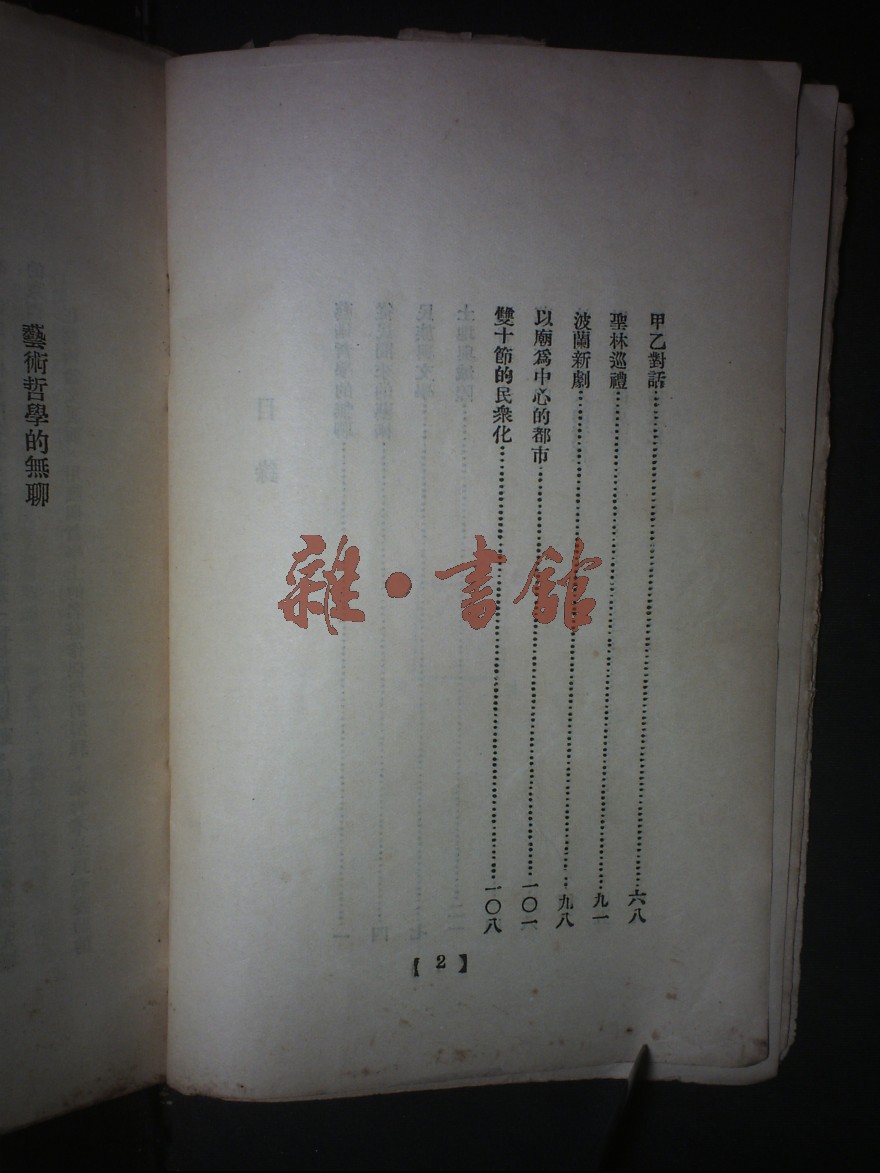 甲乙對話……六八
聖林巡禮……九一
波蘭新劇……九八
以廟爲中心的都市……一〇一
雙十節的民衆化……一〇八
【2】
藝術哲學的無聊
雜·書館